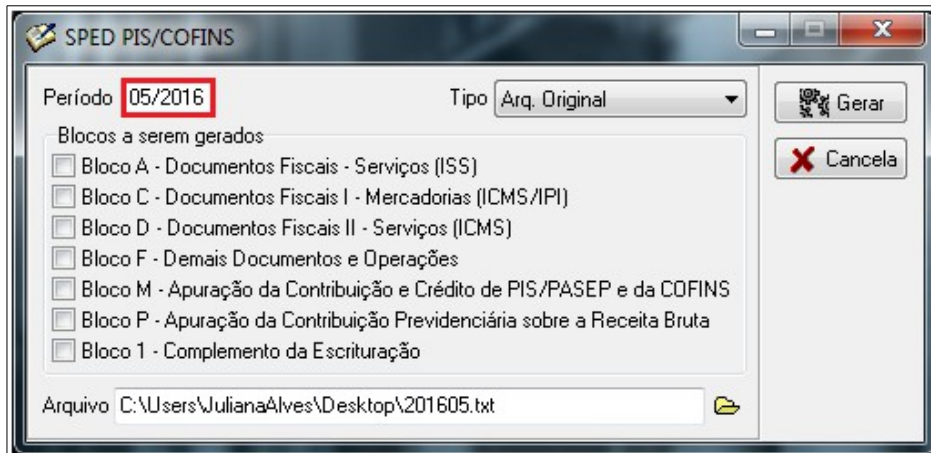 SPED PIS/COFINS
Período 05/2016 Tipo Arq. Original
Gerar
Cancela
Blocos a serem gerados
Bloco A - Documentos Fiscais - Serviços (ISS)
Bloco C - Documentos Fiscais I - Mercadorias (ICMS/IPI)
Bloco D - Documentos Fiscais II - Serviços (ICMS)
Bloco F - Demais Documentos e Operações
Bloco M - Apuração da Contribuição e Crédito de PIS/PASEP e da COFINS
Bloco P - Apuração da Contribuição Previdenciária sobre a Receita Bruta
Bloco 1 - Complemento da Escrituração
Arquivo C:\Users\JulianaAlves\Desktop\201605.txt